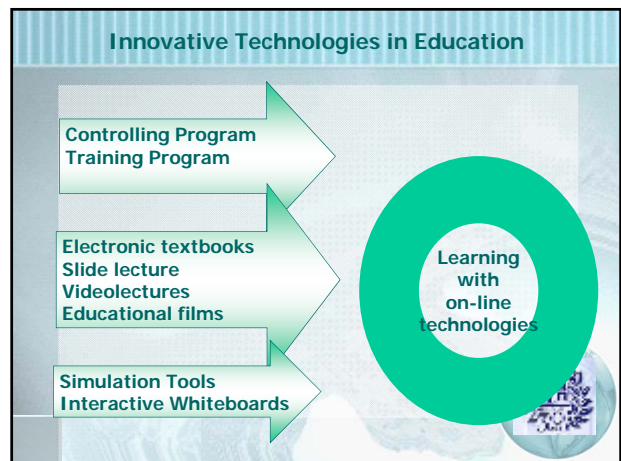 Innovative Technologies in Education
Controlling Program
Training Program
Electronic textbooks
Slide lecture
Videolectures
Educational films
Simulation Tools
Interactive Whiteboards
Learning
with
on-line
technologies